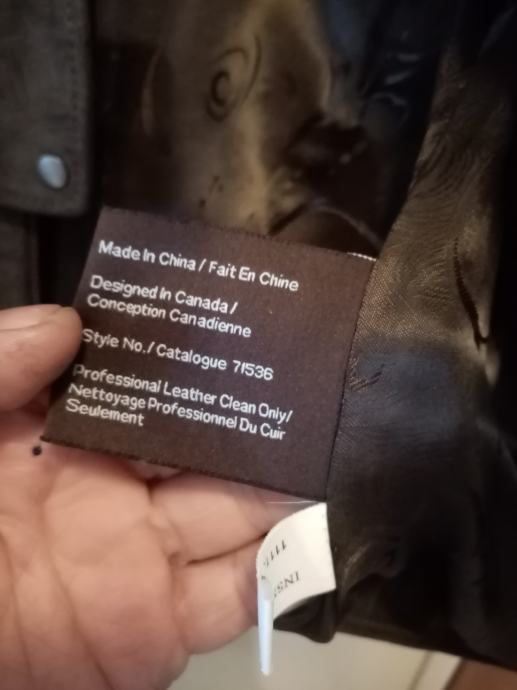 Made In China / Fait En Chine
Designed In Canada /
Conception Canadienne
Style No./ Catalogue 71536
Professional Leather Clean Only/
Nettoyage Professionnel Du Cuir
Seulement